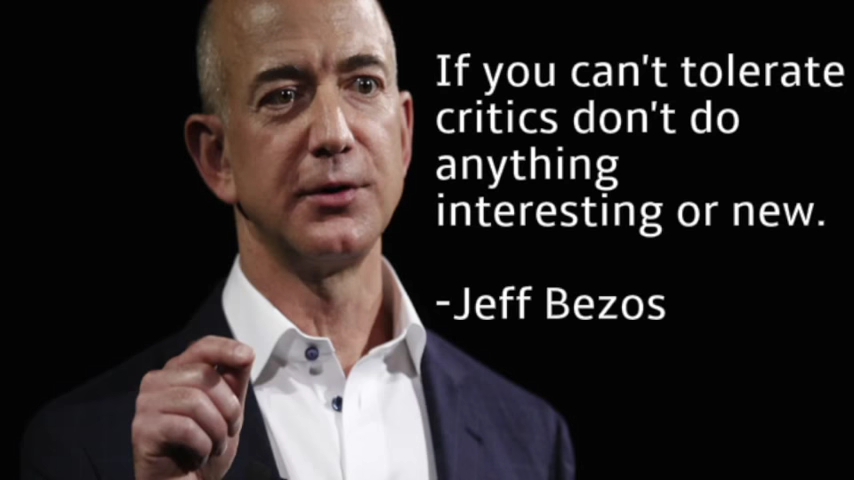 If you can't tolerate
critics don't do
anything
interesting or new.
-Jeff Bezos